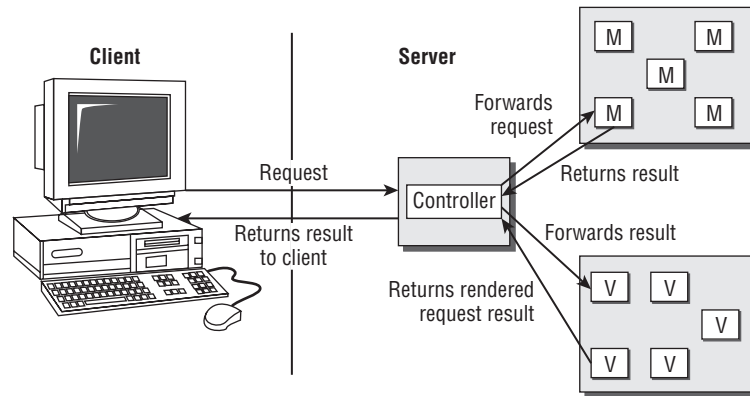 Client
Server
M
M
M
M
M
Forwards
request
Returns result
Request
Controller
Returns result
to client
Forwards result
Returns rendered
request result
V
V
V
V
V